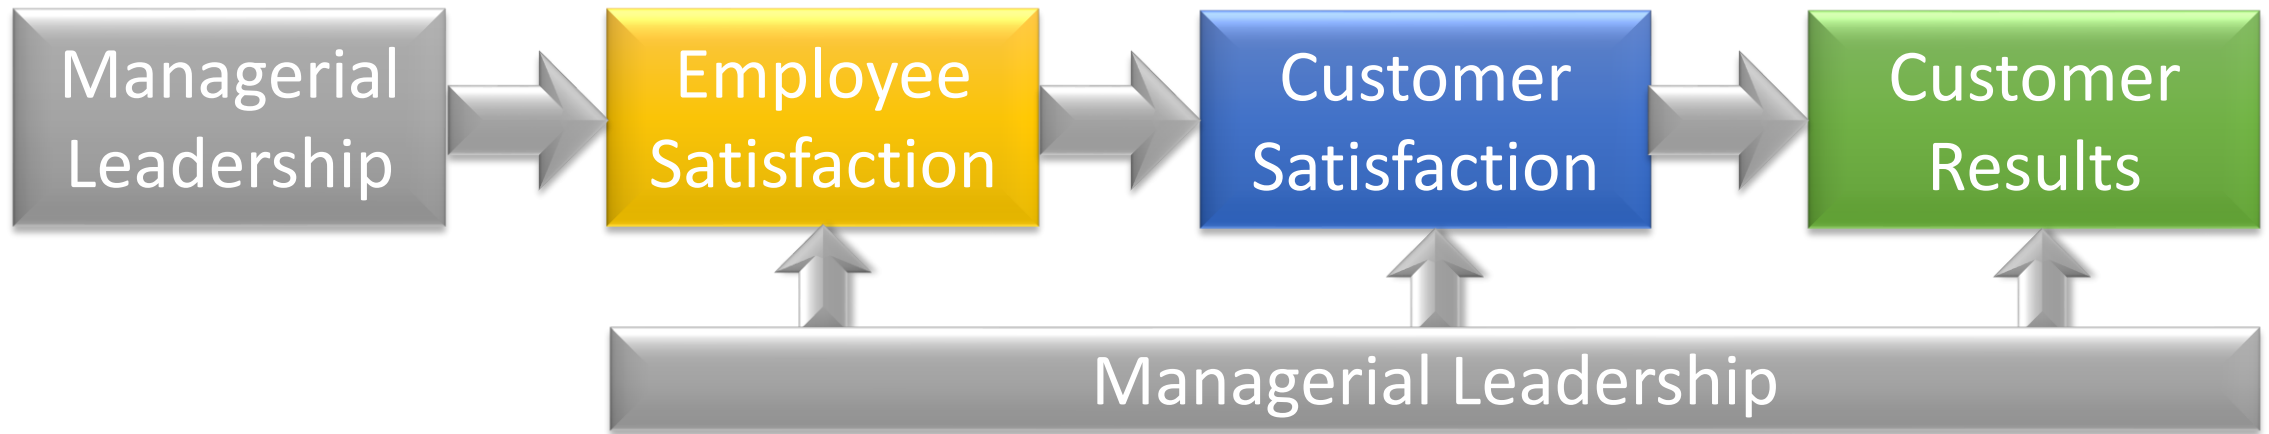 Managerial
Leadership
Employee
Satisfaction
Customer
Satisfaction
Customer
Results
Managerial Leadership